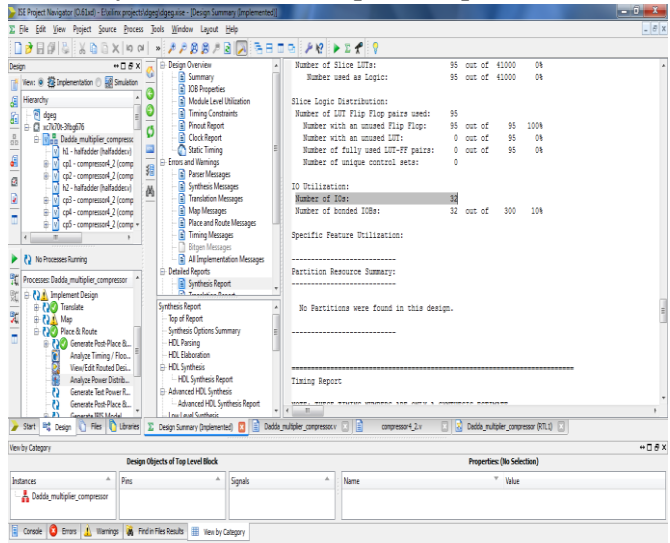 ISE Project Navigator (O.61xd) - E:\xilinx projects\dgeg\dgeg.xise - [Design Summary (Implemented)]
File Edit View Project Source Process Tools Window Layout Help
Design
View: Implementation Simulation
Hierarchy
dgeg
xc7k70t-3fbg676
Dadda_multiplier_compressc
h1 - halfadder (halfadder.v)
cp1 - compressor4_2 (comp
cp2 - compressor4_2 (comp
h2 - halfadder (halfadder.v)
cp3 - compressor4_2 (comp
cp4 - compressor4_2 (comp
cp5 - compressor4_2 (comp
No Processes Running
Processes: Dadda_multiplier_compressor
Implement Design
Translate
Map
Place & Route
Generate Post-Place &...
Analyze Timing / Floo...
View/Edit Routed Desi...
Analyze Power Distrib...
Generate Text Power R...
Generate Post-Place &...
Generate IBIS Model
Design Overview
Summary
IOB Properties
Module Level Utilization
Timing Constraints
Pinout Report
Clock Report
Static Timing
Errors and Warnings
Parser Messages
Synthesis Messages
Translation Messages
Map Messages
Place and Route Messages
Timing Messages
Bitgen Messages
All Implementation Messages
Detailed Reports
Synthesis Report
Translation Report
Synthesis Report
Top of Report
Synthesis Options Summary
HDL Parsing
HDL Elaboration
HDL Synthesis
HDL Synthesis Report
Advanced HDL Synthesis
Advanced HDL Synthesis Report
Low Level Synthesis
Number of Slice LUTs: 95 out of 41000 0%
Number used as Logic: 95 out of 41000 0%
Slice Logic Distribution:
Number of LUT Flip Flop pairs used: 95
Number with an unused Flip Flop: 95 out of 95 100%
Number with an unused LUT: 0 out of 95 0%
Number of fully used LUT-FF pairs: 0 out of 95 0%
Number of unique control sets: 0
IO Utilization:
Number of IOs: 32
Number of bonded IOBs: 32 out of 300 10%
Specific Feature Utilization:
---------------------------
Partition Resource Summary:
---------------------------
No Partitions were found in this design.
---------------------------
Timing Report
Start Design Files Libraries Design Summary (Implemented) Dadda_multiplier_compressor.v compressor4_2.v Dadda_multiplier_compressor (RTL1)
View by Category
Design Objects of Top Level Block Properties: (No Selection)
Instances Pins Signals Name Value
Dadda_multiplier_compressor
Console Errors Warnings Find in Files Results View by Category